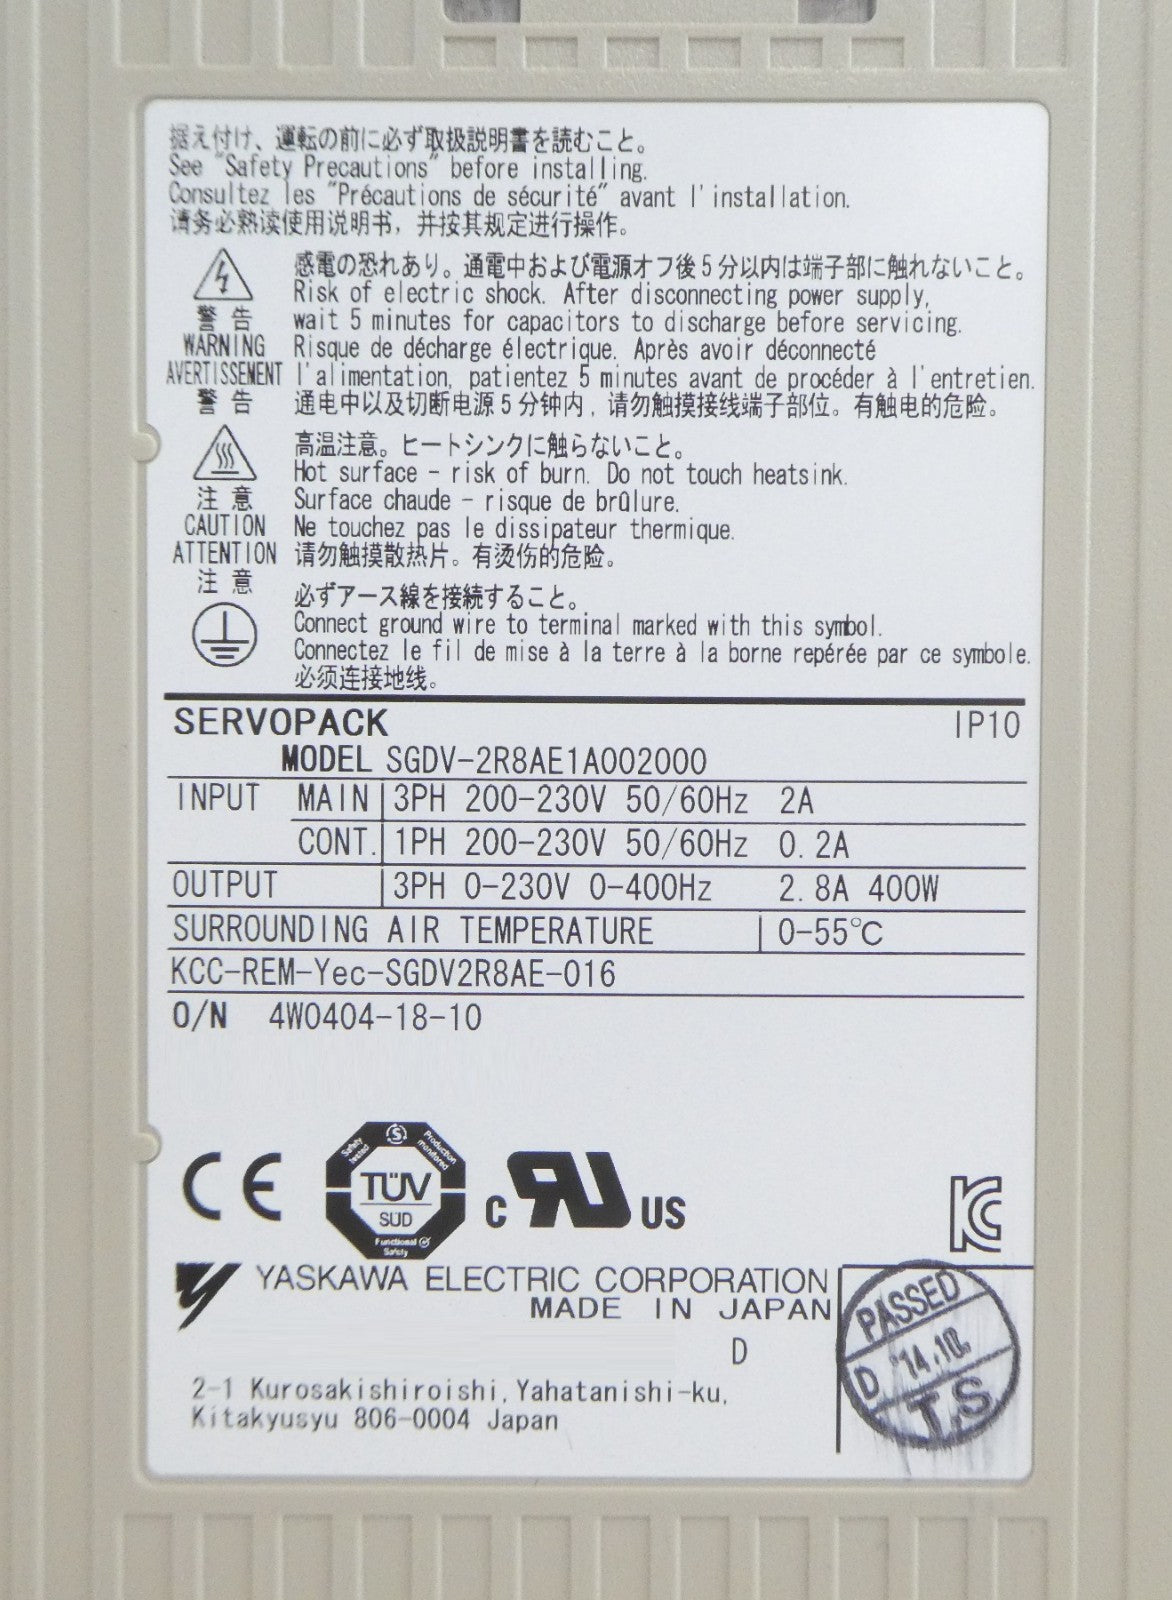 据え付け、運転の前に必ず取扱説明書を読むこと。
See "Safety Precautions" before installing.
Consultez les "Précautions de sécurité" avant l'installation.
请务必熟读使用说明书，并按其规定进行操作。
警告
WARNING
AVERTISSEMENT
警告
感電の恐れあり。通電中および電源オフ後5分以内は端子部に触れないこと。
Risk of electric shock. After disconnecting power supply,
wait 5 minutes for capacitors to discharge before servicing.
Risque de décharge électrique. Après avoir déconnecté
l'alimentation, patientez 5 minutes avant de procéder à l'entretien.
通电中以及切断电源5分钟内，请勿触摸接线端子部位。有触电的危险。
注意
CAUTION
ATTENTION
注意
高温注意。ヒートシンクに触らないこと。
Hot surface - risk of burn. Do not touch heatsink.
Surface chaude - risque de brûlure.
Ne touchez pas le dissipateur thermique.
请勿触摸散热片。有烫伤的危险。
必ずアース線を接続すること。
Connect ground wire to terminal marked with this symbol.
Connectez le fil de mise à la terre à la borne repérée par ce symbole.
必须连接地线。
SERVOPACK IP10
MODEL SGDV-2R8AE1A002000
INPUT MAIN 3PH 200-230V 50/60Hz 2A
CONT. 1PH 200-230V 50/60Hz 0.2A
OUTPUT 3PH 0-230V 0-400Hz 2.8A 400W
SURROUNDING AIR TEMPERATURE 0-55℃
KCC-REM-Yec-SGDV2R8AE-016
O/N 4W0404-18-10
CE
Safety tested
Production monitored
TÜV
SÜD
Functional Safety
c RU US
KC
YASKAWA ELECTRIC CORPORATION
MADE IN JAPAN
D
2-1 Kurosakishiroishi, Yahatanishi-ku,
Kitakyusyu 806-0004 Japan
PASSED
D '14.10.
T.S